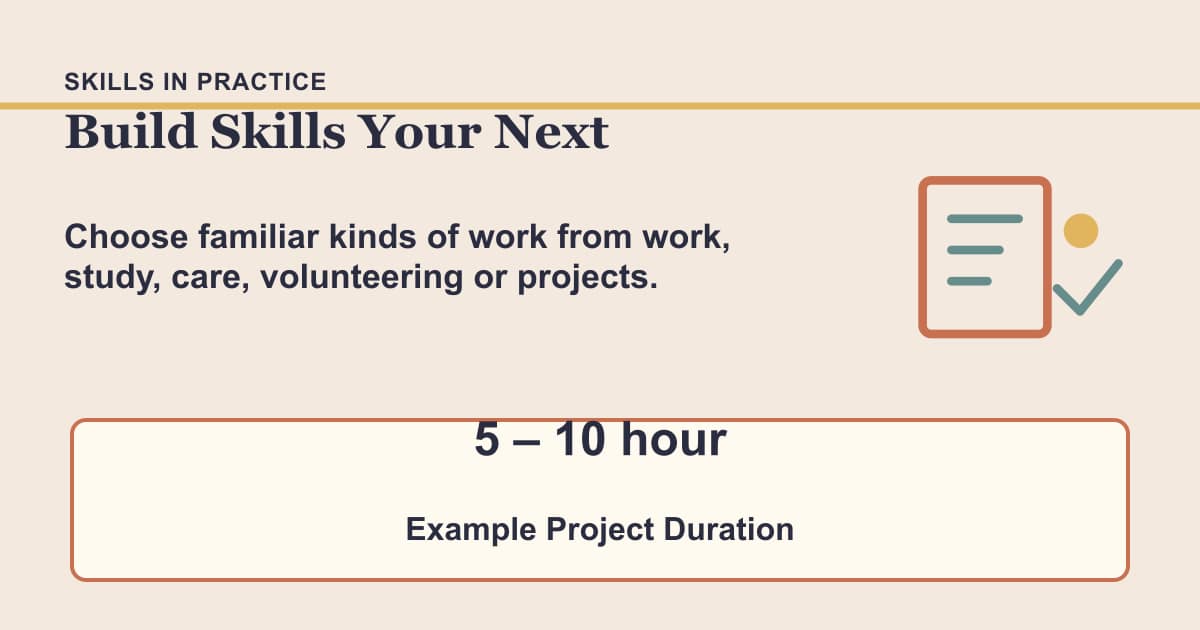 SKILLS IN PRACTICE
Build Skills Your Next
Choose familiar kinds of work from work,
study, care, volunteering or projects.
5 – 10 hour
Example Project Duration